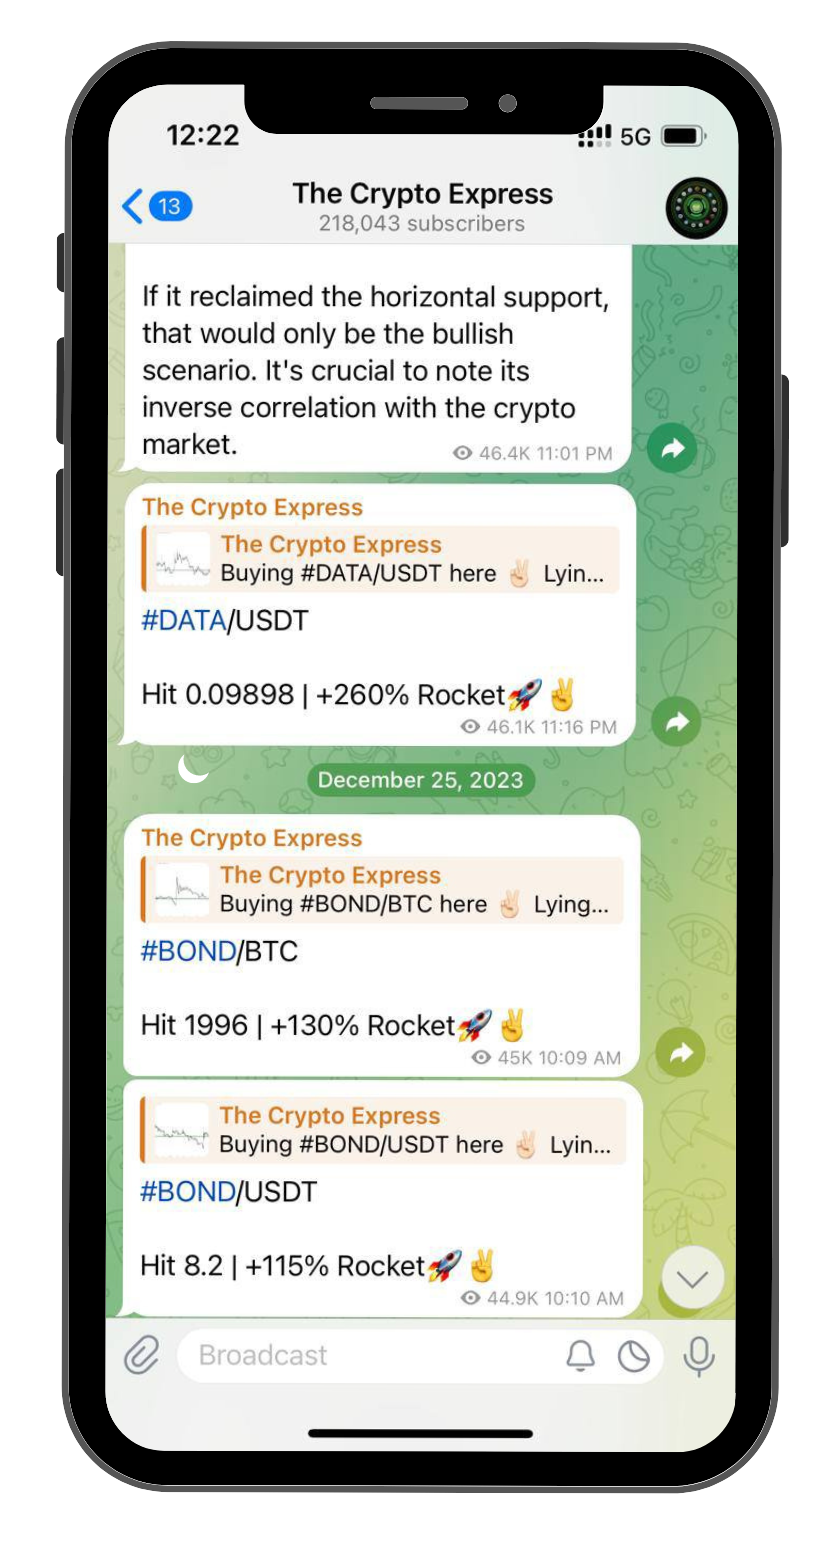 12:22
5G
13
The Crypto Express
218,043 subscribers
If it reclaimed the horizontal support,
that would only be the bullish
scenario. It's crucial to note its
inverse correlation with the crypto
market.
46.4K 11:01 PM
The Crypto Express
The Crypto Express
Buying #DATA/USDT here ✌🏻 Lyin...
#DATA/USDT
Hit 0.09898 | +260% Rocket🚀✌️
46.1K 11:16 PM
December 25, 2023
The Crypto Express
The Crypto Express
Buying #BOND/BTC here ✌🏻 Lying...
#BOND/BTC
Hit 1996 | +130% Rocket🚀✌️
45K 10:09 AM
The Crypto Express
Buying #BOND/USDT here ✌🏻 Lyin...
#BOND/USDT
Hit 8.2 | +115% Rocket🚀✌️
44.9K 10:10 AM
Broadcast